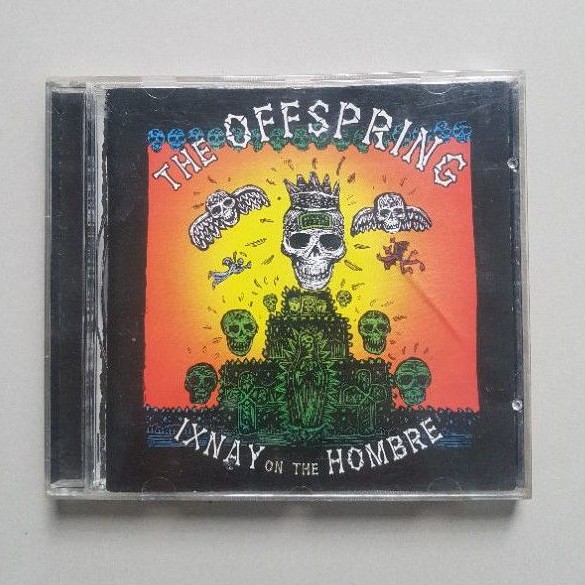 THE OFFSPRING
IXNAY ON THE HOMBRE